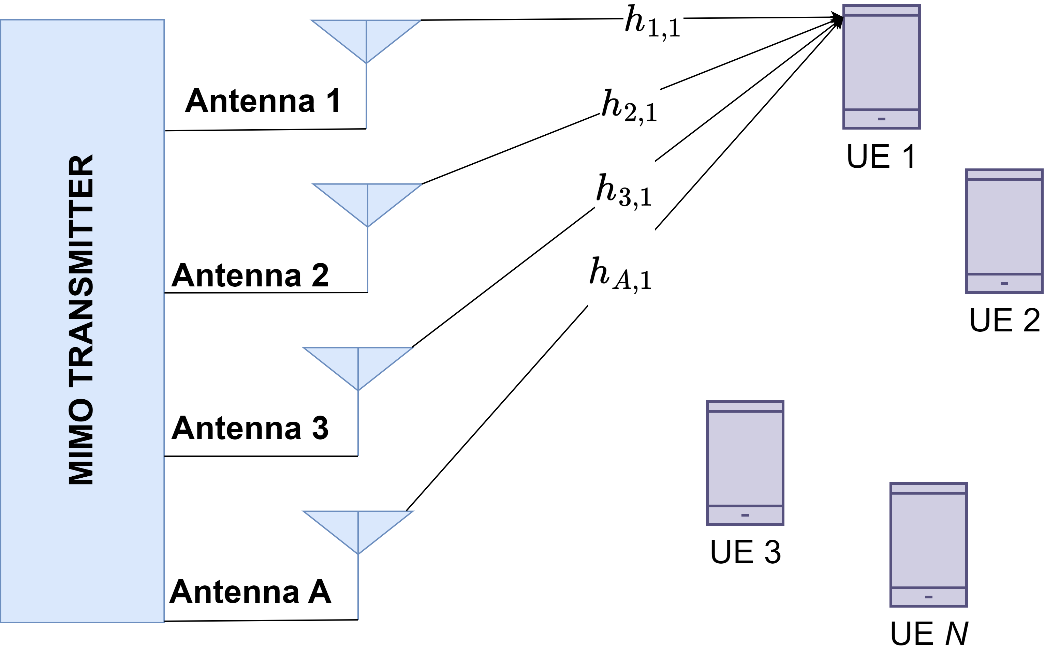 MIMO TRANSMITTER
Antenna 1
Antenna 2
Antenna 3
Antenna A
h1,1
h2,1
h3,1
hA,1
UE 1
UE 2
UE 3
UE N